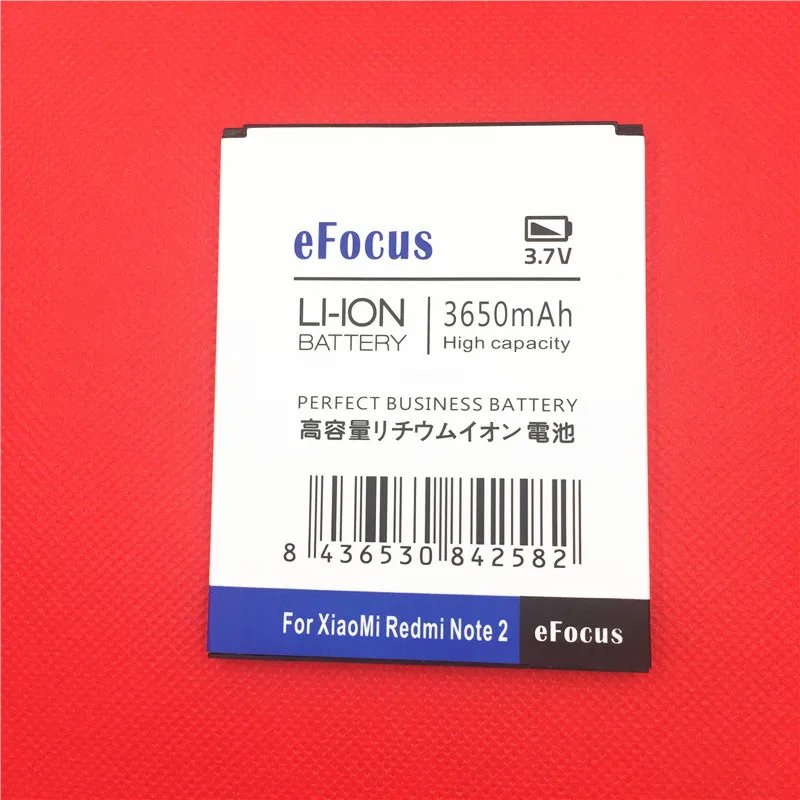 eFocus
3.7V
LI-ION
BATTERY
3650mAh
High capacity
PERFECT BUSINESS BATTERY
高容量リチウムイオン電池
8 436530 842582
For XiaoMi Redmi Note 2
eFocus